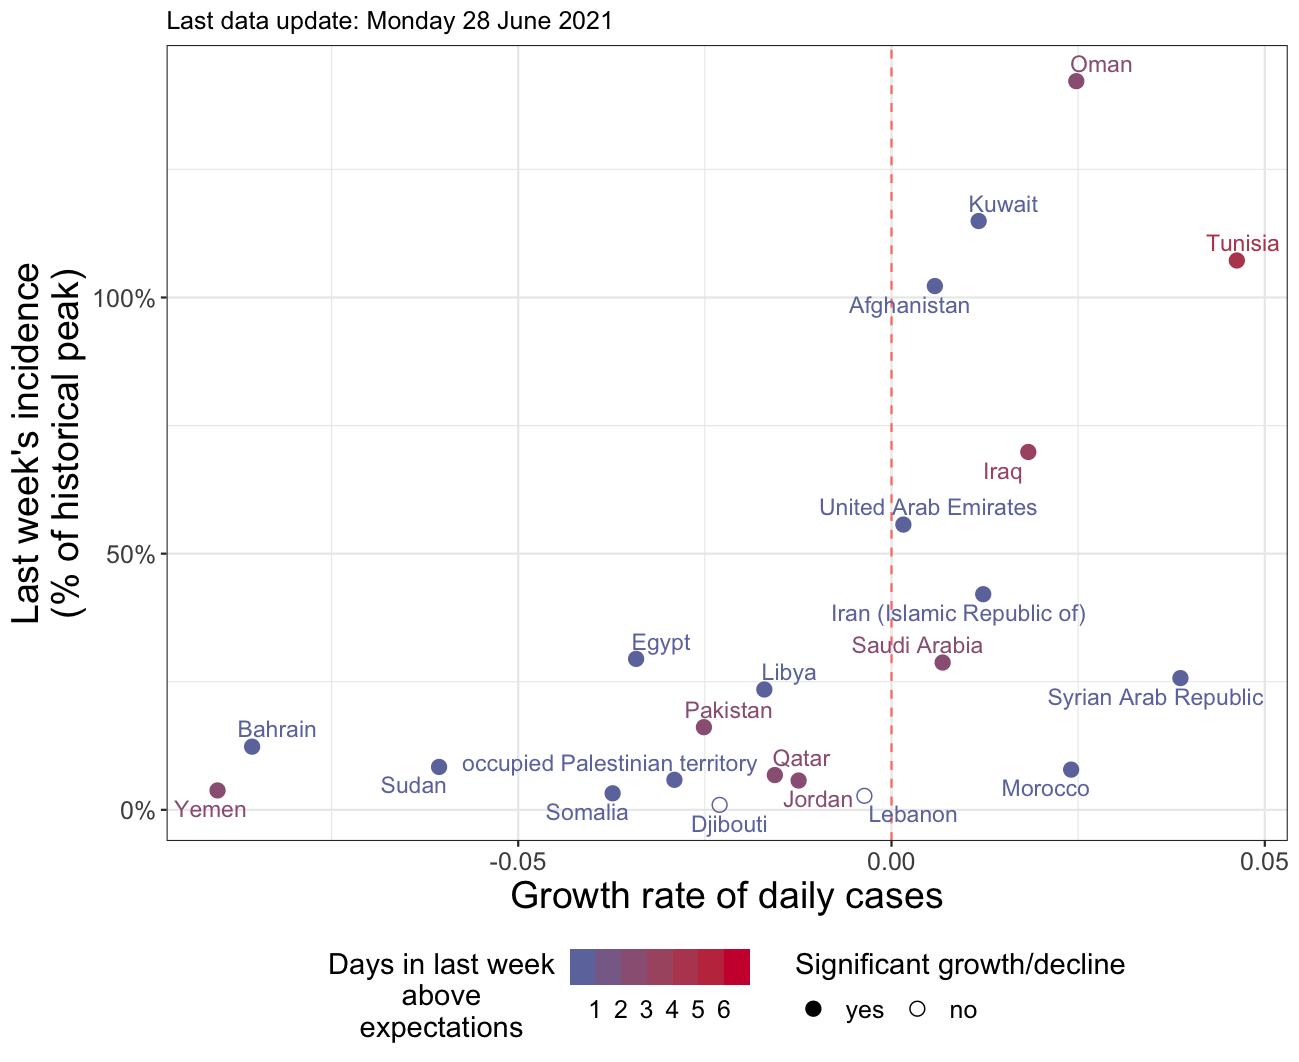 Last data update: Monday 28 June 2021
Oman
Kuwait
Tunisia
Afghanistan
Iraq
United Arab Emirates
Iran (Islamic Republic of)
Saudi Arabia
Egypt
Libya
Syrian Arab Republic
Pakistan
Bahrain
Qatar
occupied Palestinian territory
Sudan
Morocco
Jordan
Yemen
Somalia
Lebanon
Djibouti
Last week's incidence
(% of historical peak)
100%
50%
0%
-0.05
0.00
0.05
Growth rate of daily cases
Days in last week
above
expectations
1 2 3 4 5 6
Significant growth/decline
yes
no